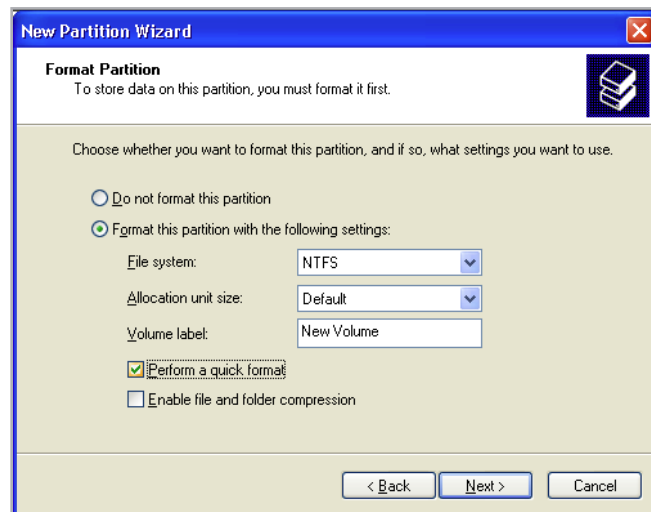 New Partition Wizard
Format Partition
To store data on this partition, you must format it first.
Choose whether you want to format this partition, and if so, what settings you want to use.
Do not format this partition
Format this partition with the following settings:
File system: NTFS
Allocation unit size: Default
Volume label: New Volume
Perform a quick format
Enable file and folder compression
< Back Next > Cancel